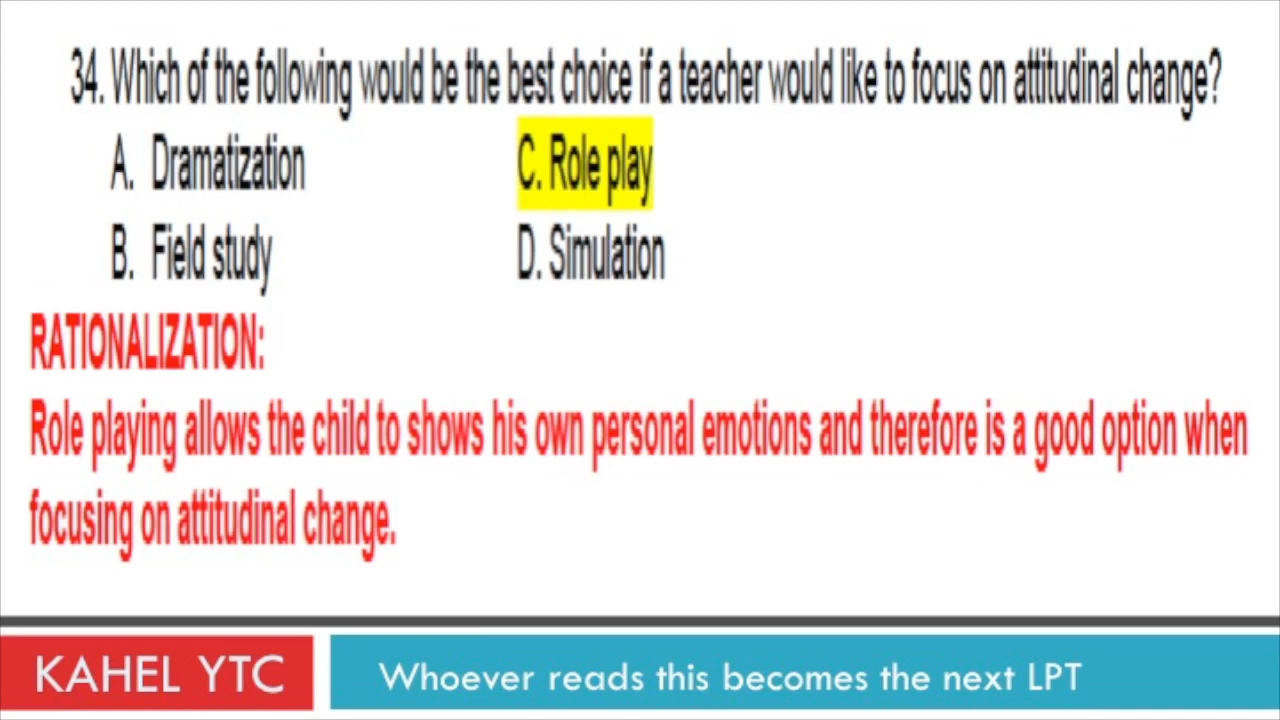 34. Which of the following would be the best choice if a teacher would like to focus on attitudinal change?
A. Dramatization C. Role play
B. Field study D. Simulation
RATIONALIZATION:
Role playing allows the child to shows his own personal emotions and therefore is a good option when
focusing on attitudinal change.
KAHEL YTC Whoever reads this becomes the next LPT